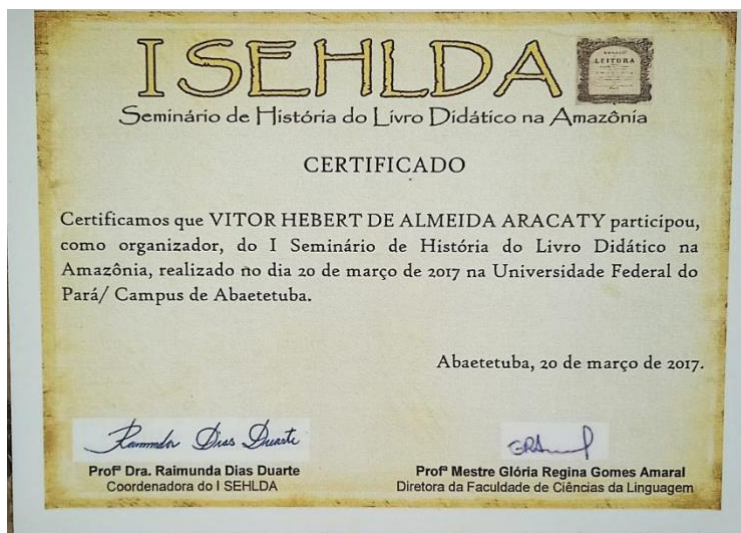 I SEHLDA
LEITURA
Seminário de História do Livro Didático na Amazônia
CERTIFICADO
Certificamos que VITOR HEBERT DE ALMEIDA ARACATY participou,
como organizador, do I Seminário de História do Livro Didático na
Amazônia, realizado no dia 20 de março de 2017 na Universidade Federal do
Pará/ Campus de Abaetetuba.
Abaetetuba, 20 de março de 2017.
Raimunda Dias Duarte
Profª Dra. Raimunda Dias Duarte
Coordenadora do I SEHLDA
Profª Mestre Glória Regina Gomes Amaral
Diretora da Faculdade de Ciências da Linguagem